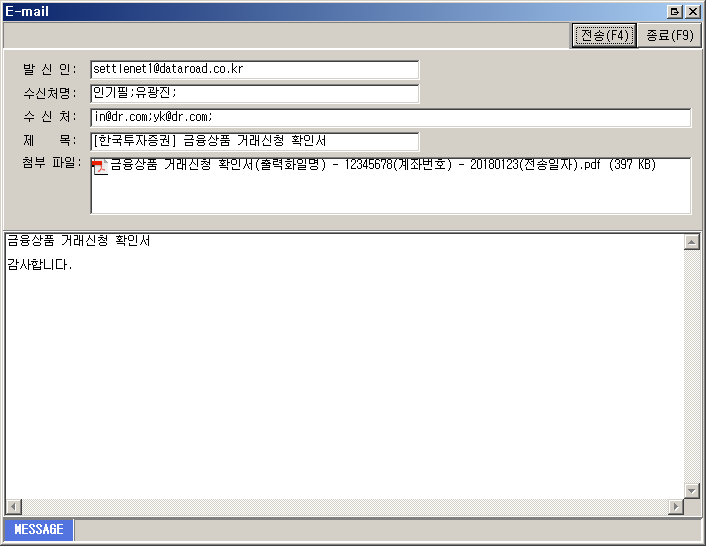 E-mail
전송(F4) 종료(F9)
발 신 인: settlenet1@dataroad.co.kr
수신처명: 인기필;유광진;
수 신 처: in@dr.com;yk@dr.com;
제 목: [한국투자증권] 금융상품 거래신청 확인서
첨부 파일: 금융상품 거래신청 확인서(출력화일명) - 12345678(계좌번호) - 20180123(전송일자).pdf (397 KB)
금융상품 거래신청 확인서
감사합니다.
MESSAGE